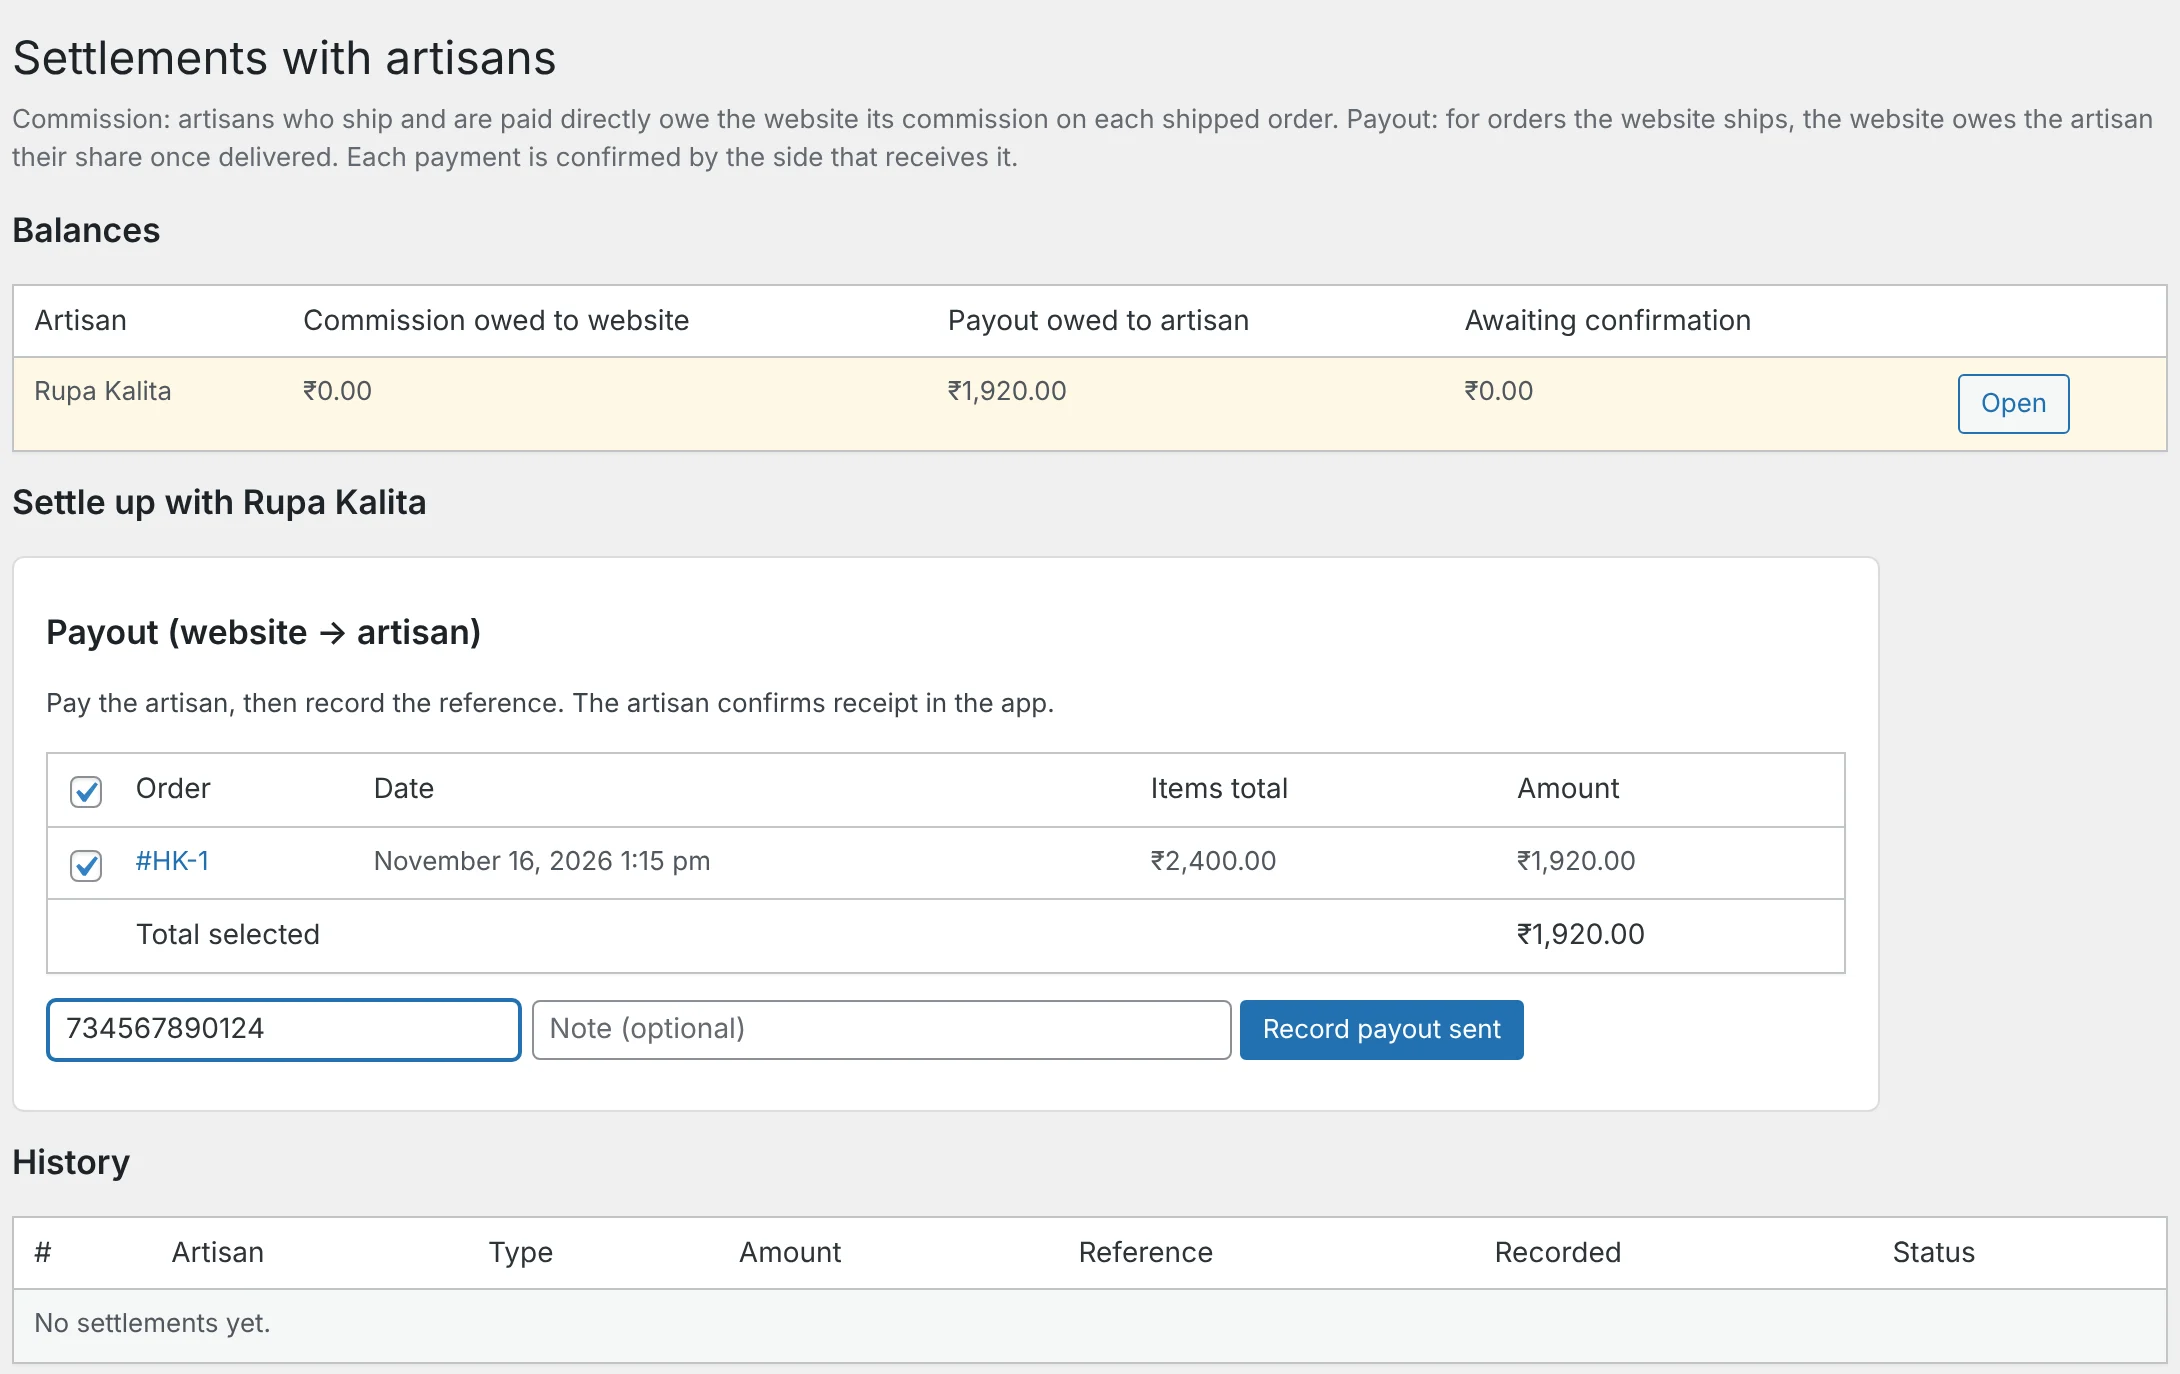 Settlements with artisans
Commission: artisans who ship and are paid directly owe the website its commission on each shipped order. Payout: for orders the website ships, the website owes the artisan
their share once delivered. Each payment is confirmed by the side that receives it.
Balances
Artisan Commission owed to website Payout owed to artisan Awaiting confirmation
Rupa Kalita ₹0.00 ₹1,920.00 ₹0.00 Open
Settle up with Rupa Kalita
Payout (website → artisan)
Pay the artisan, then record the reference. The artisan confirms receipt in the app.
Order Date Items total Amount
#HK-1 November 16, 2026 1:15 pm ₹2,400.00 ₹1,920.00
Total selected ₹1,920.00
734567890124 Note (optional) Record payout sent
History
# Artisan Type Amount Reference Recorded Status
No settlements yet.